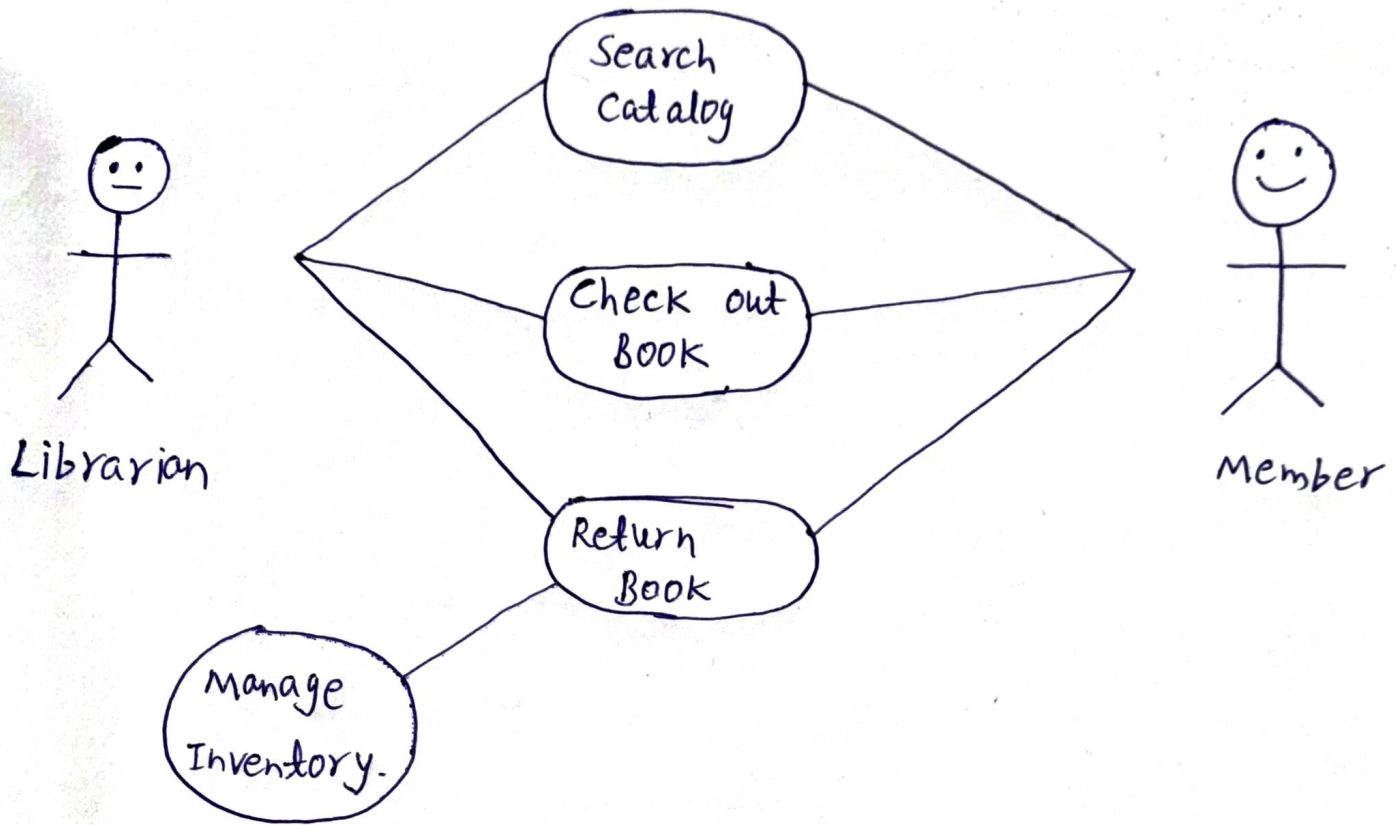 Search
Catalog
Check out
BOOK
Librarian
Member
Return
BOOK
Manage
Inventory.